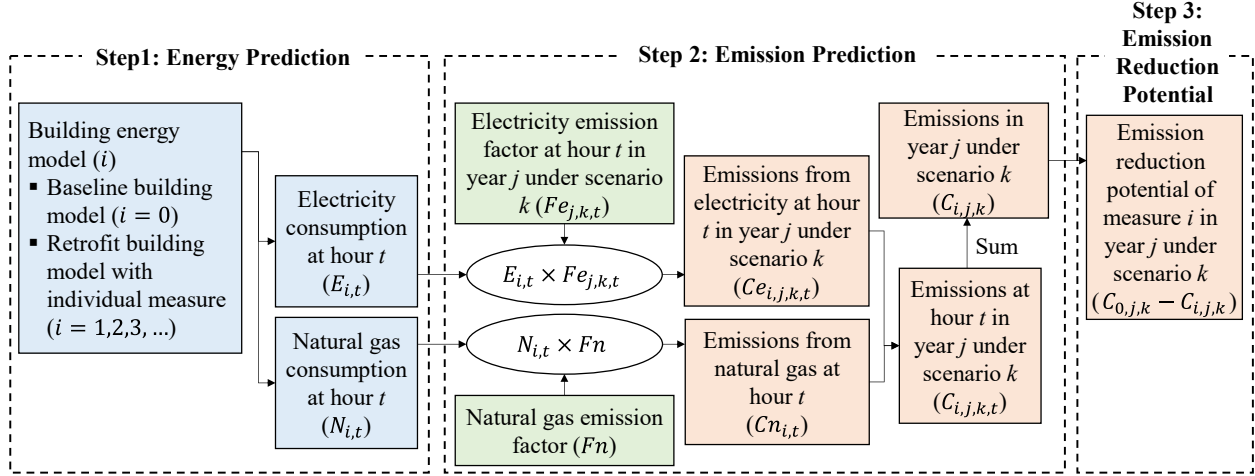 Step1: Energy Prediction
Building energy
model (i)
▪ Baseline building
model (i = 0)
▪ Retrofit building
model with
individual measure
(i = 1,2,3, …)
Electricity
consumption
at hour t
(E_{i,t})
Natural gas
consumption
at hour t
(N_{i,t})
Step 2: Emission Prediction
Electricity emission
factor at hour t in
year j under scenario
k (Fe_{j,k,t})
E_{i,t} × Fe_{j,k,t}
N_{i,t} × Fn
Natural gas emission
factor (Fn)
Emissions from
electricity at hour
t in year j under
scenario k
(Ce_{i,j,k,t})
Emissions from
natural gas at
hour t
(Cn_{i,t})
Emissions in
year j under
scenario k
(C_{i,j,k})
Sum
Emissions at
hour t in
year j under
scenario k
(C_{i,j,k,t})
Step 3:
Emission
Reduction
Potential
Emission
reduction
potential of
measure i in
year j under
scenario k
(C_{0,j,k} − C_{i,j,k})